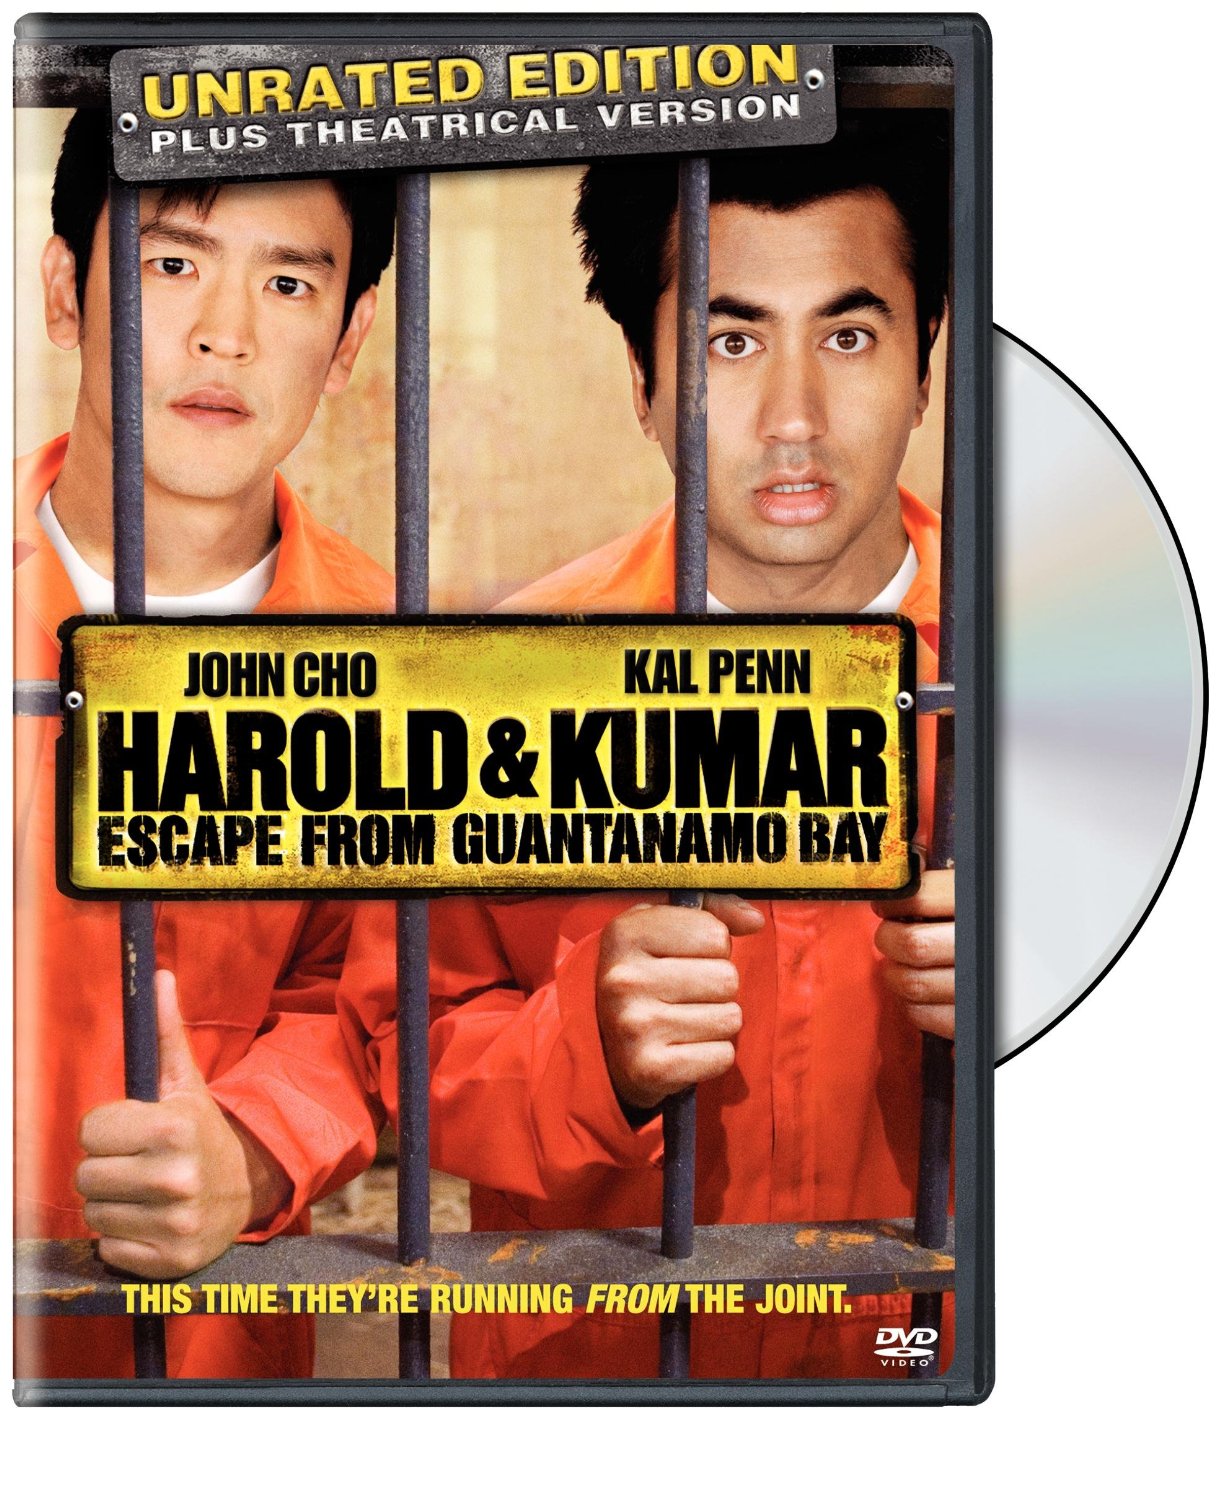 UNRATED EDITION
PLUS THEATRICAL VERSION
JOHN CHO KAL PENN
HAROLD & KUMAR
ESCAPE FROM GUANTANAMO BAY
THIS TIME THEY'RE RUNNING FROM THE JOINT.
DVD
VIDEO®